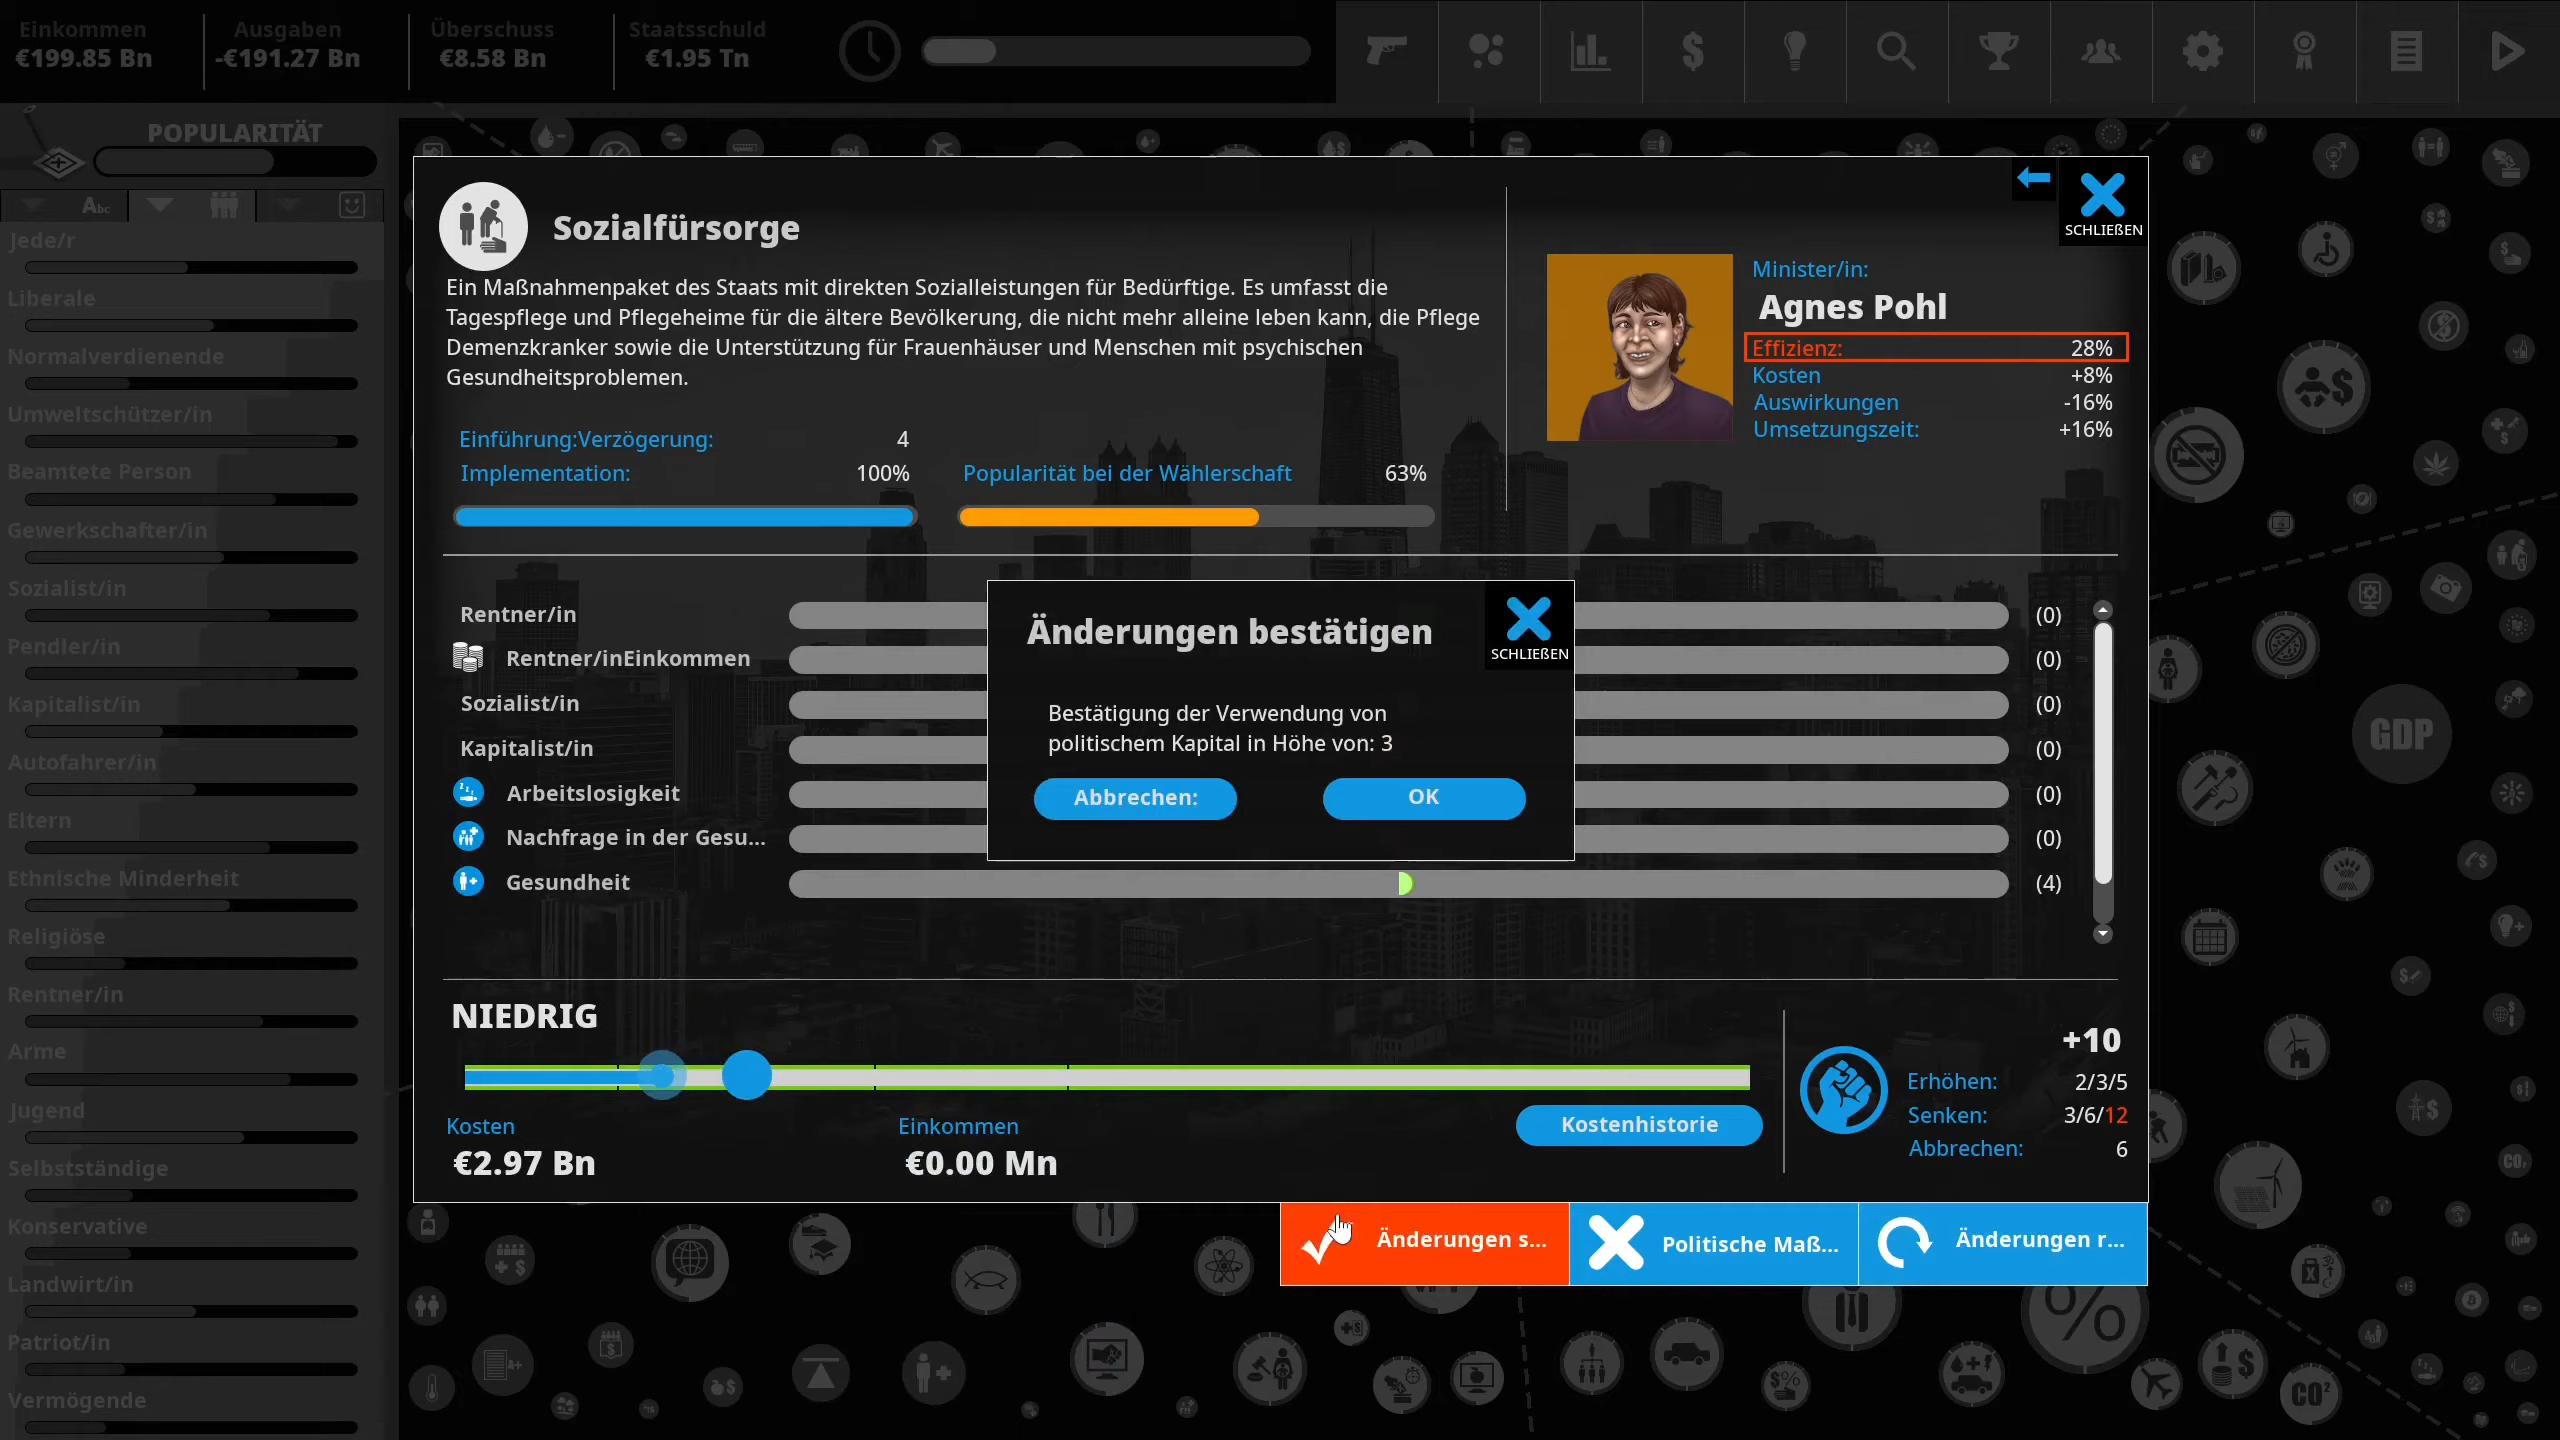 Einkommen
€199.85 Bn
Ausgaben
-€191.27 Bn
Überschuss
€8.58 Bn
Staatsschuld
€1.95 Tn
POPULARITÄT
Abc
Jede/r
Liberale
Normalverdienende
Umweltschützer/in
Beamtete Person
Gewerkschafter/in
Sozialist/in
Pendler/in
Kapitalist/in
Autofahrer/in
Eltern
Ethnische Minderheit
Religiöse
Rentner/in
Arme
Jugend
Selbstständige
Konservative
Landwirt/in
Patriot/in
Vermögende
Sozialfürsorge
Ein Maßnahmenpaket des Staats mit direkten Sozialleistungen für Bedürftige. Es umfasst die
Tagespflege und Pflegeheime für die ältere Bevölkerung, die nicht mehr alleine leben kann, die Pflege
Demenzkranker sowie die Unterstützung für Frauenhäuser und Menschen mit psychischen
Gesundheitsproblemen.
Einführung:Verzögerung: 4
Implementation: 100%
Popularität bei der Wählerschaft 63%
SCHLIEßEN
Minister/in:
Agnes Pohl
Effizienz: 28%
Kosten +8%
Auswirkungen -16%
Umsetzungszeit: +16%
Rentner/in (0)
Rentner/inEinkommen (0)
Sozialist/in (0)
Kapitalist/in (0)
Arbeitslosigkeit (0)
Nachfrage in der Gesu... (0)
Gesundheit (4)
Änderungen bestätigen
SCHLIEßEN
Bestätigung der Verwendung von
politischem Kapital in Höhe von: 3
Abbrechen:
OK
NIEDRIG
Kosten
€2.97 Bn
Einkommen
€0.00 Mn
Kostenhistorie
+10
Erhöhen: 2/3/5
Senken: 3/6/12
Abbrechen: 6
Änderungen s...
Politische Maß...
Änderungen r...
GDP
CO²